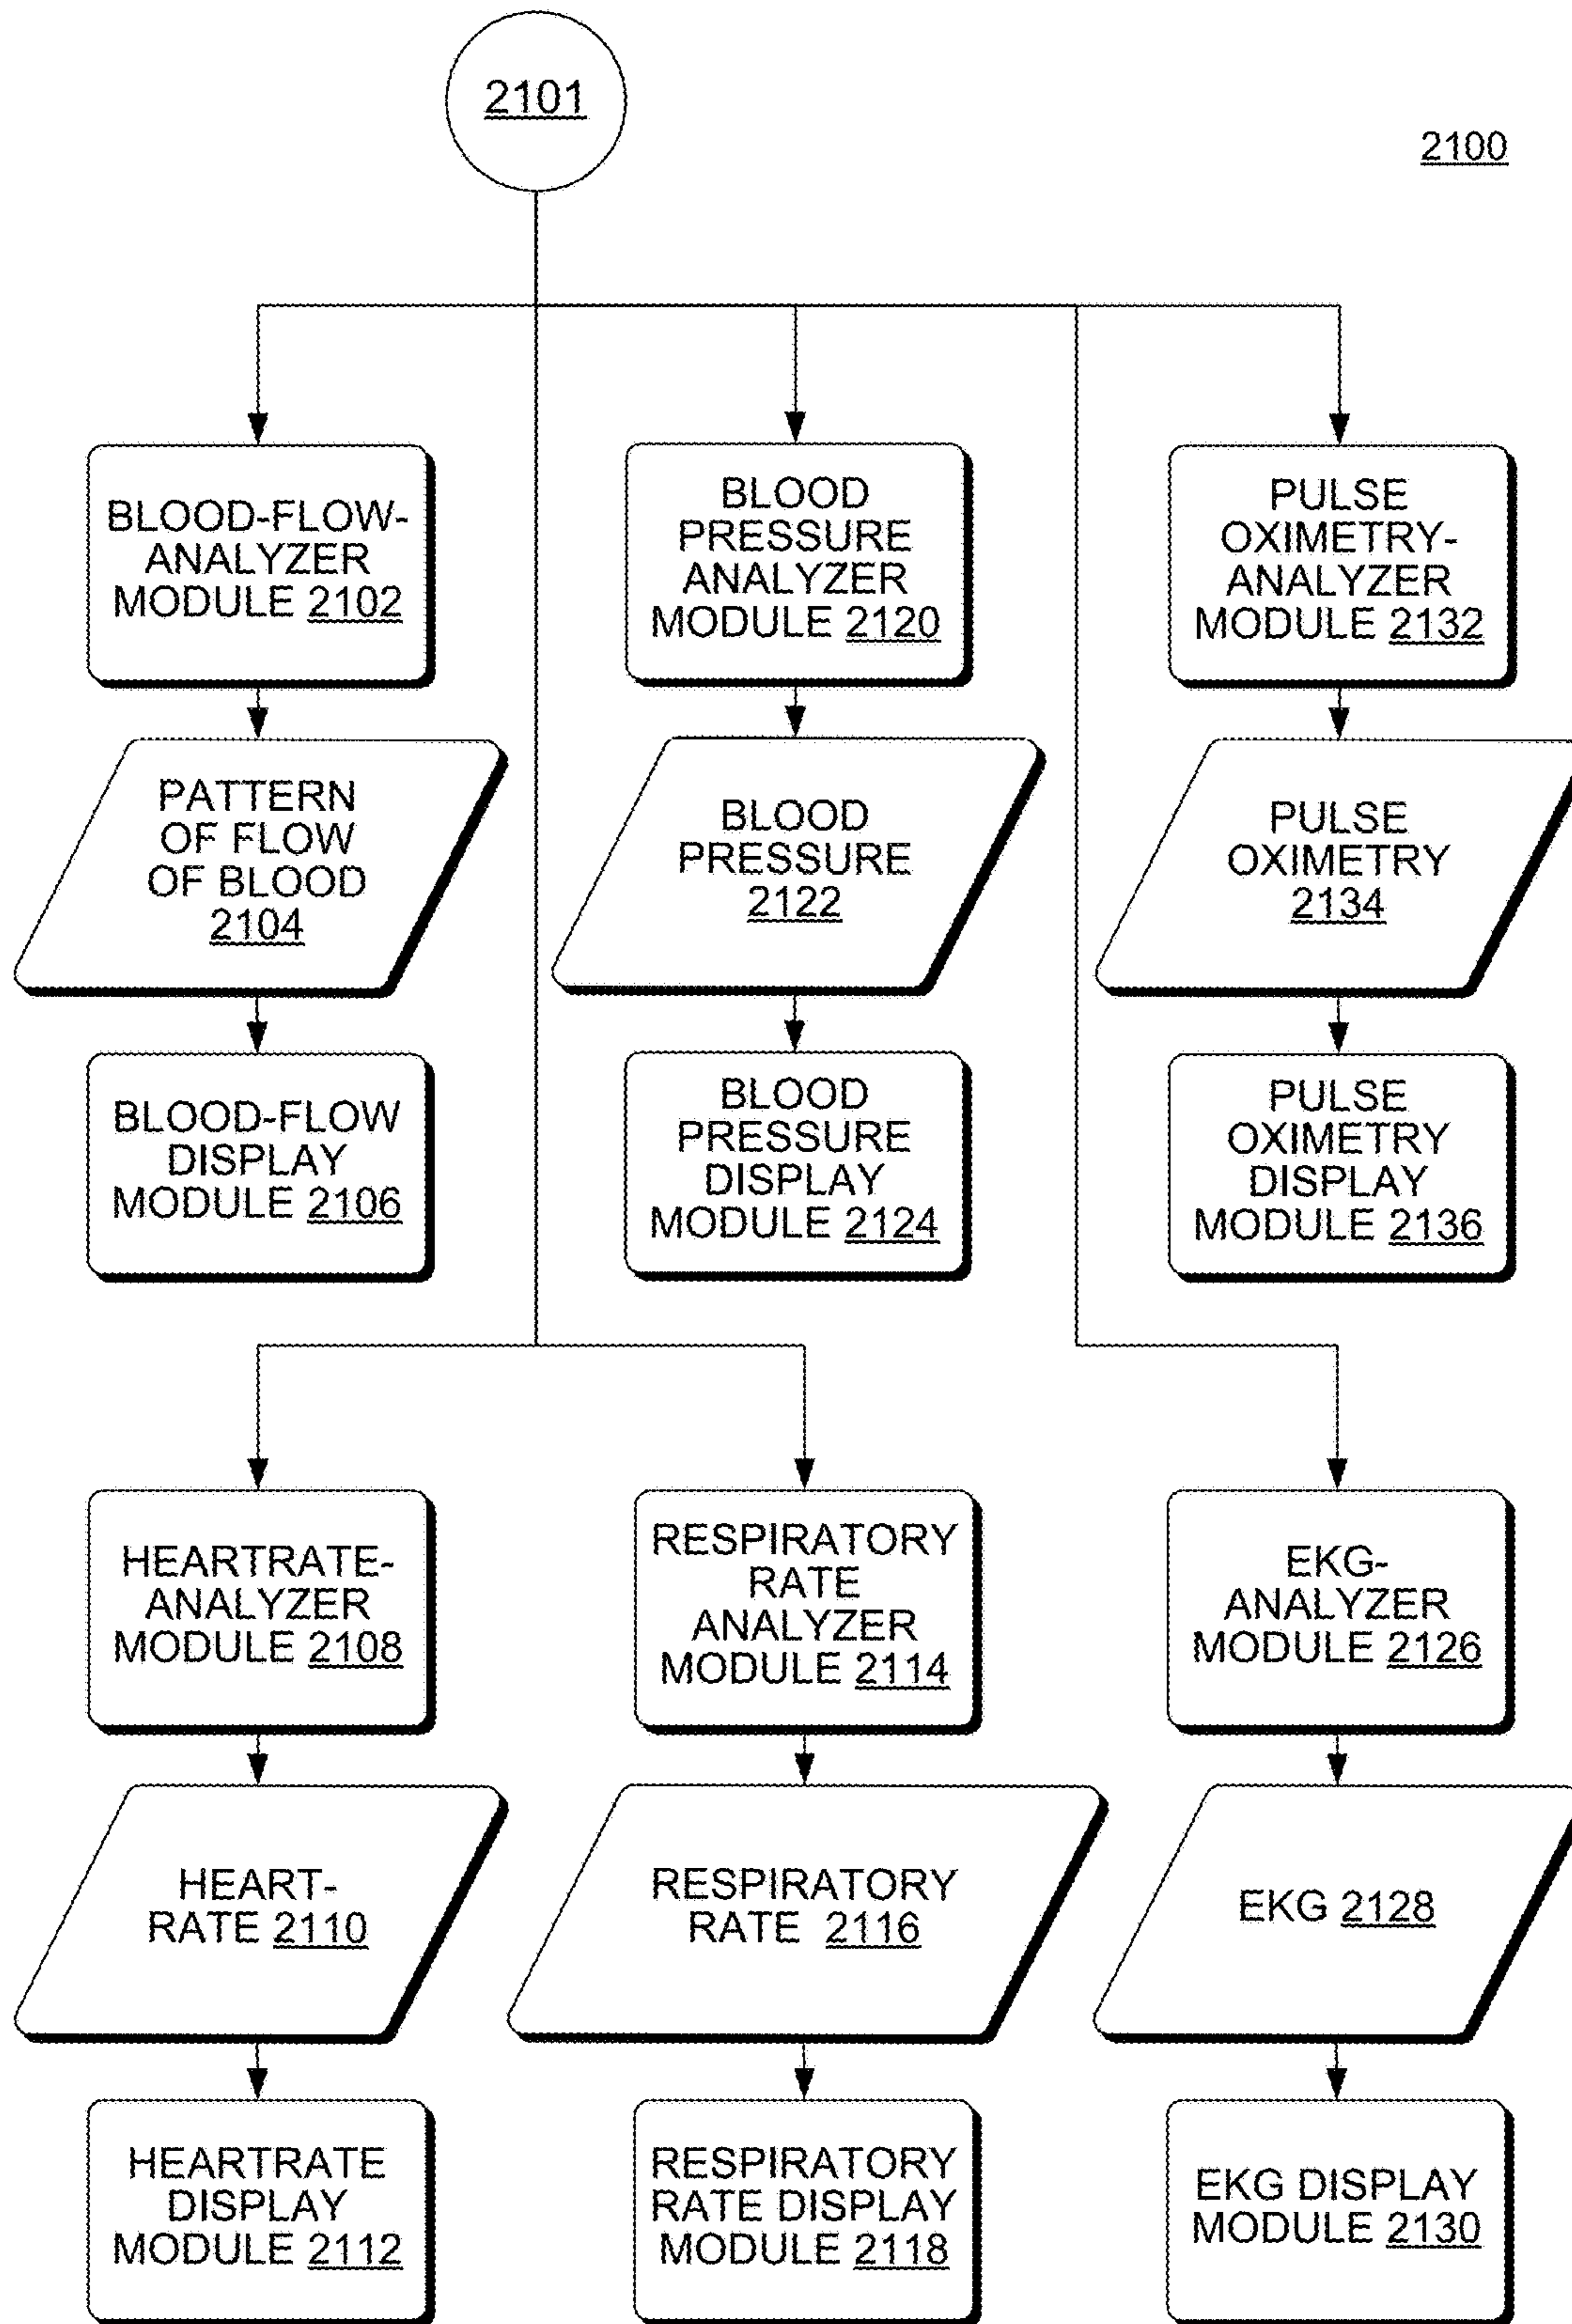 2101
2100
BLOOD-FLOW-
ANALYZER
MODULE 2102
BLOOD
PRESSURE
ANALYZER
MODULE 2120
PULSE
OXIMETRY-
ANALYZER
MODULE 2132
PATTERN
OF FLOW
OF BLOOD
2104
BLOOD
PRESSURE
2122
PULSE
OXIMETRY
2134
BLOOD-FLOW
DISPLAY
MODULE 2106
BLOOD
PRESSURE
DISPLAY
MODULE 2124
PULSE
OXIMETRY
DISPLAY
MODULE 2136
HEARTRATE-
ANALYZER
MODULE 2108
RESPIRATORY
RATE
ANALYZER
MODULE 2114
EKG-
ANALYZER
MODULE 2126
HEART-
RATE 2110
RESPIRATORY
RATE 2116
EKG 2128
HEARTRATE
DISPLAY
MODULE 2112
RESPIRATORY
RATE DISPLAY
MODULE 2118
EKG DISPLAY
MODULE 2130